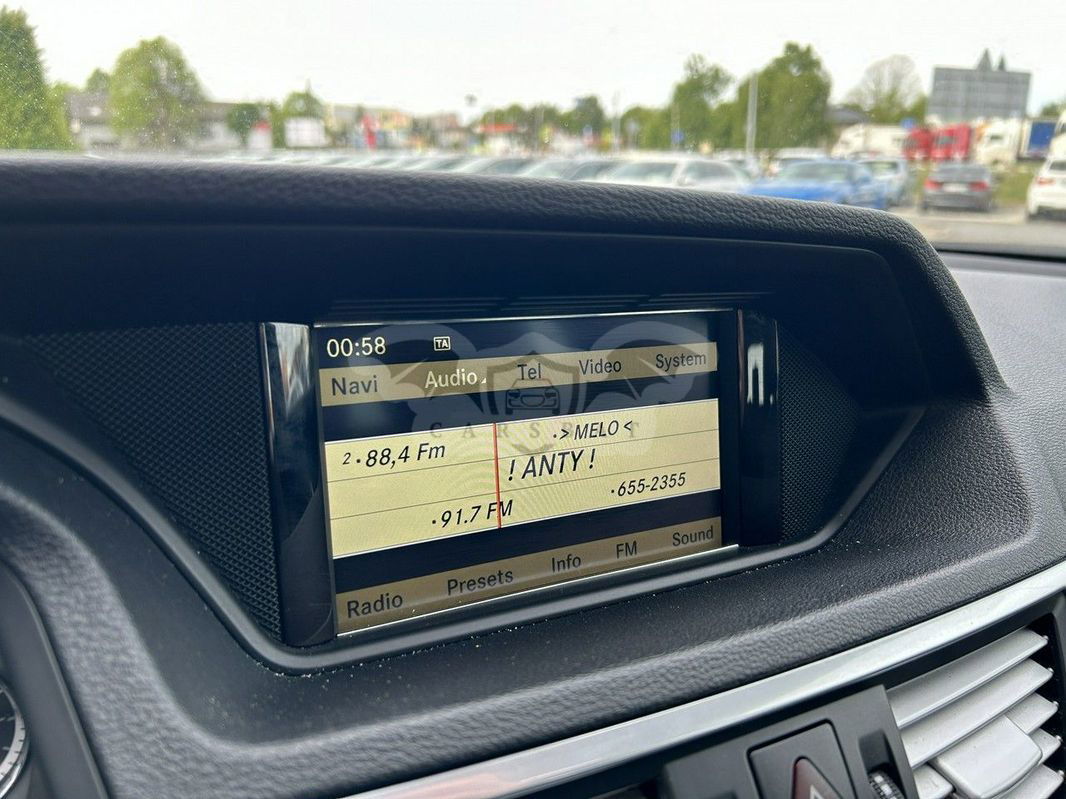 00:58 TA
Navi Audio Tel Video System
CARSBUT
2·88,4 Fm ·> MELO <
! ANTY !
·655-2355
·91.7 FM
Radio Presets Info FM Sound